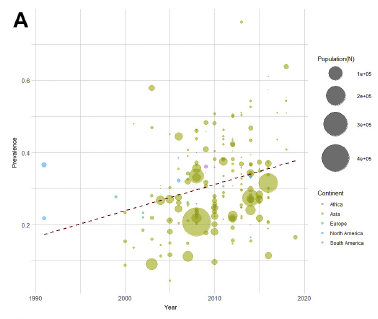 A
Population(N)
1e+05
2e+05
3e+05
4e+05
Continent
Africa
Asia
Europe
North America
South America
Prevalence
0.6
0.4
0.2
1990
2000
2010
2020
Year